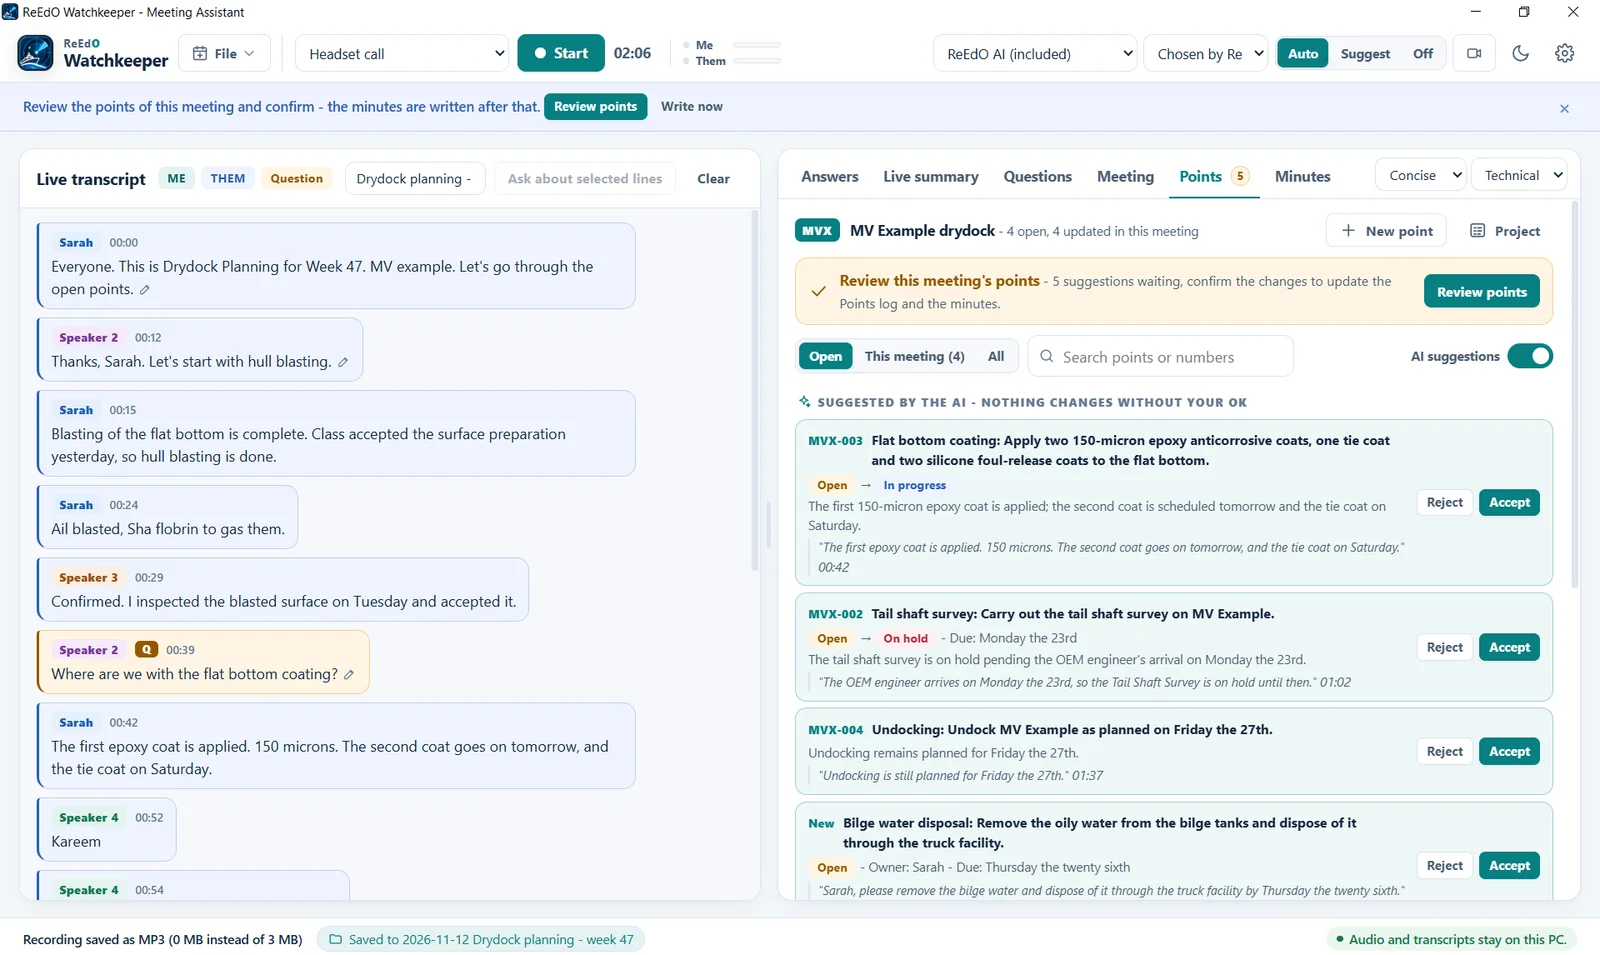 ReEdO Watchkeeper - Meeting Assistant
ReEdO
Watchkeeper
File
Headset call
Start
02:06
Me
Them
ReEdO AI (included)
Chosen by Re
Auto
Suggest
Off
Review the points of this meeting and confirm - the minutes are written after that.
Review points
Write now
Live transcript
ME
THEM
Question
Drydock planning -
Ask about selected lines
Clear
Sarah 00:00
Everyone. This is Drydock Planning for Week 47. MV example. Let's go through the
open points.
Speaker 2 00:12
Thanks, Sarah. Let's start with hull blasting.
Sarah 00:15
Blasting of the flat bottom is complete. Class accepted the surface preparation
yesterday, so hull blasting is done.
Sarah 00:24
Ail blasted, Sha flobrin to gas them.
Speaker 3 00:29
Confirmed. I inspected the blasted surface on Tuesday and accepted it.
Speaker 2 Q 00:39
Where are we with the flat bottom coating?
Sarah 00:42
The first epoxy coat is applied. 150 microns. The second coat goes on tomorrow, and
the tie coat on Saturday.
Speaker 4 00:52
Kareem
Speaker 4 00:54
Answers
Live summary
Questions
Meeting
Points 5
Minutes
Concise
Technical
MVX MV Example drydock - 4 open, 4 updated in this meeting
New point
Project
Review this meeting's points - 5 suggestions waiting, confirm the changes to update the
Points log and the minutes.
Review points
Open
This meeting (4)
All
Search points or numbers
AI suggestions
SUGGESTED BY THE AI - NOTHING CHANGES WITHOUT YOUR OK
MVX-003 Flat bottom coating: Apply two 150-micron epoxy anticorrosive coats, one tie coat
and two silicone foul-release coats to the flat bottom.
Open → In progress
The first 150-micron epoxy coat is applied; the second coat is scheduled tomorrow and the tie coat on
Saturday.
"The first epoxy coat is applied. 150 microns. The second coat goes on tomorrow, and the tie coat on Saturday."
00:42
Reject
Accept
MVX-002 Tail shaft survey: Carry out the tail shaft survey on MV Example.
Open → On hold - Due: Monday the 23rd
The tail shaft survey is on hold pending the OEM engineer's arrival on Monday the 23rd.
"The OEM engineer arrives on Monday the 23rd, so the Tail Shaft Survey is on hold until then." 01:02
Reject
Accept
MVX-004 Undocking: Undock MV Example as planned on Friday the 27th.
Undocking remains planned for Friday the 27th.
"Undocking is still planned for Friday the 27th." 01:37
Reject
Accept
New Bilge water disposal: Remove the oily water from the bilge tanks and dispose of it
through the truck facility.
Open - Owner: Sarah - Due: Thursday the twenty sixth
"Sarah, please remove the bilge water and dispose of it through the truck facility by Thursday the twenty sixth."
Reject
Accept
Recording saved as MP3 (0 MB instead of 3 MB)
Saved to 2026-11-12 Drydock planning - week 47
Audio and transcripts stay on this PC.